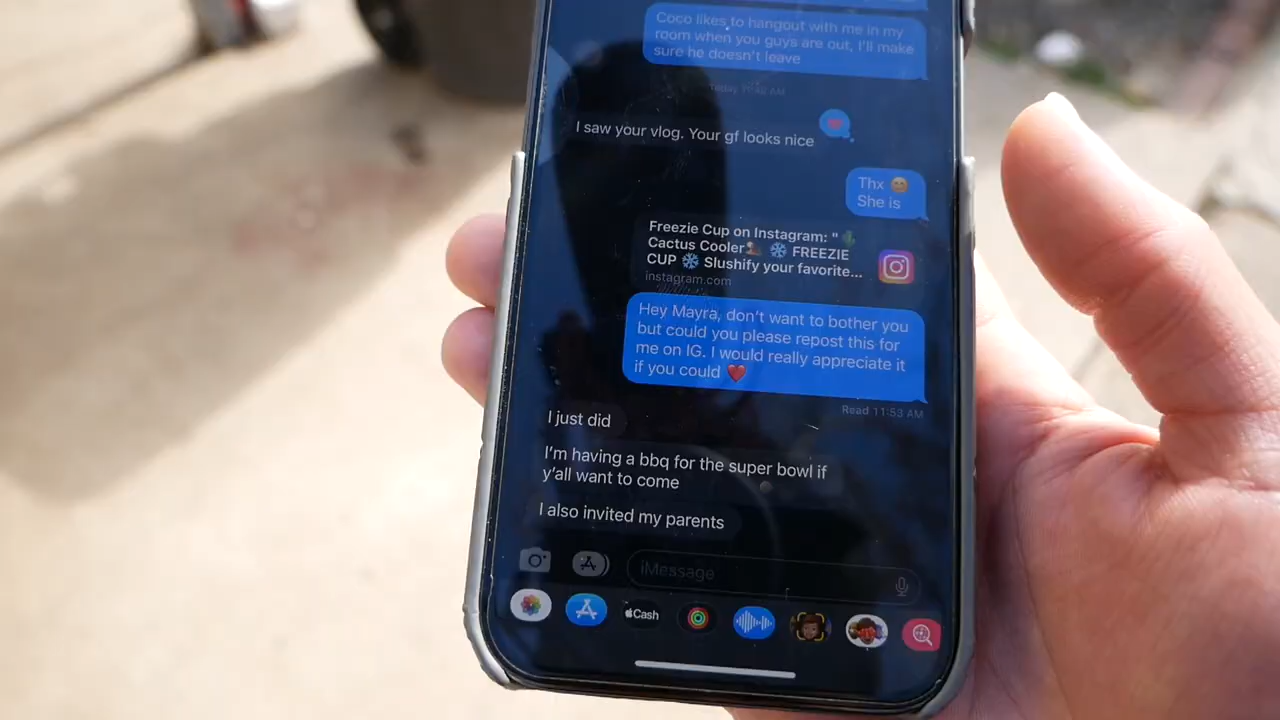 Coco likes to hangout with me in my
room when you guys are out, I'll make
sure he doesn't leave
Today AM
I saw your vlog. Your gf looks nice
Thx 🤭
She is
Freezie Cup on Instagram: "🌵
Cactus Cooler🏝 ❄️ FREEZIE
CUP ❄️ Slushify your favorite...
instagram.com
Hey Mayra, don't want to bother you
but could you please repost this for
me on IG. I would really appreciate it
if you could ❤️
Read 11:53 AM
I just did
I'm having a bbq for the super bowl if
y'all want to come
I also invited my parents
iMessage
Cash